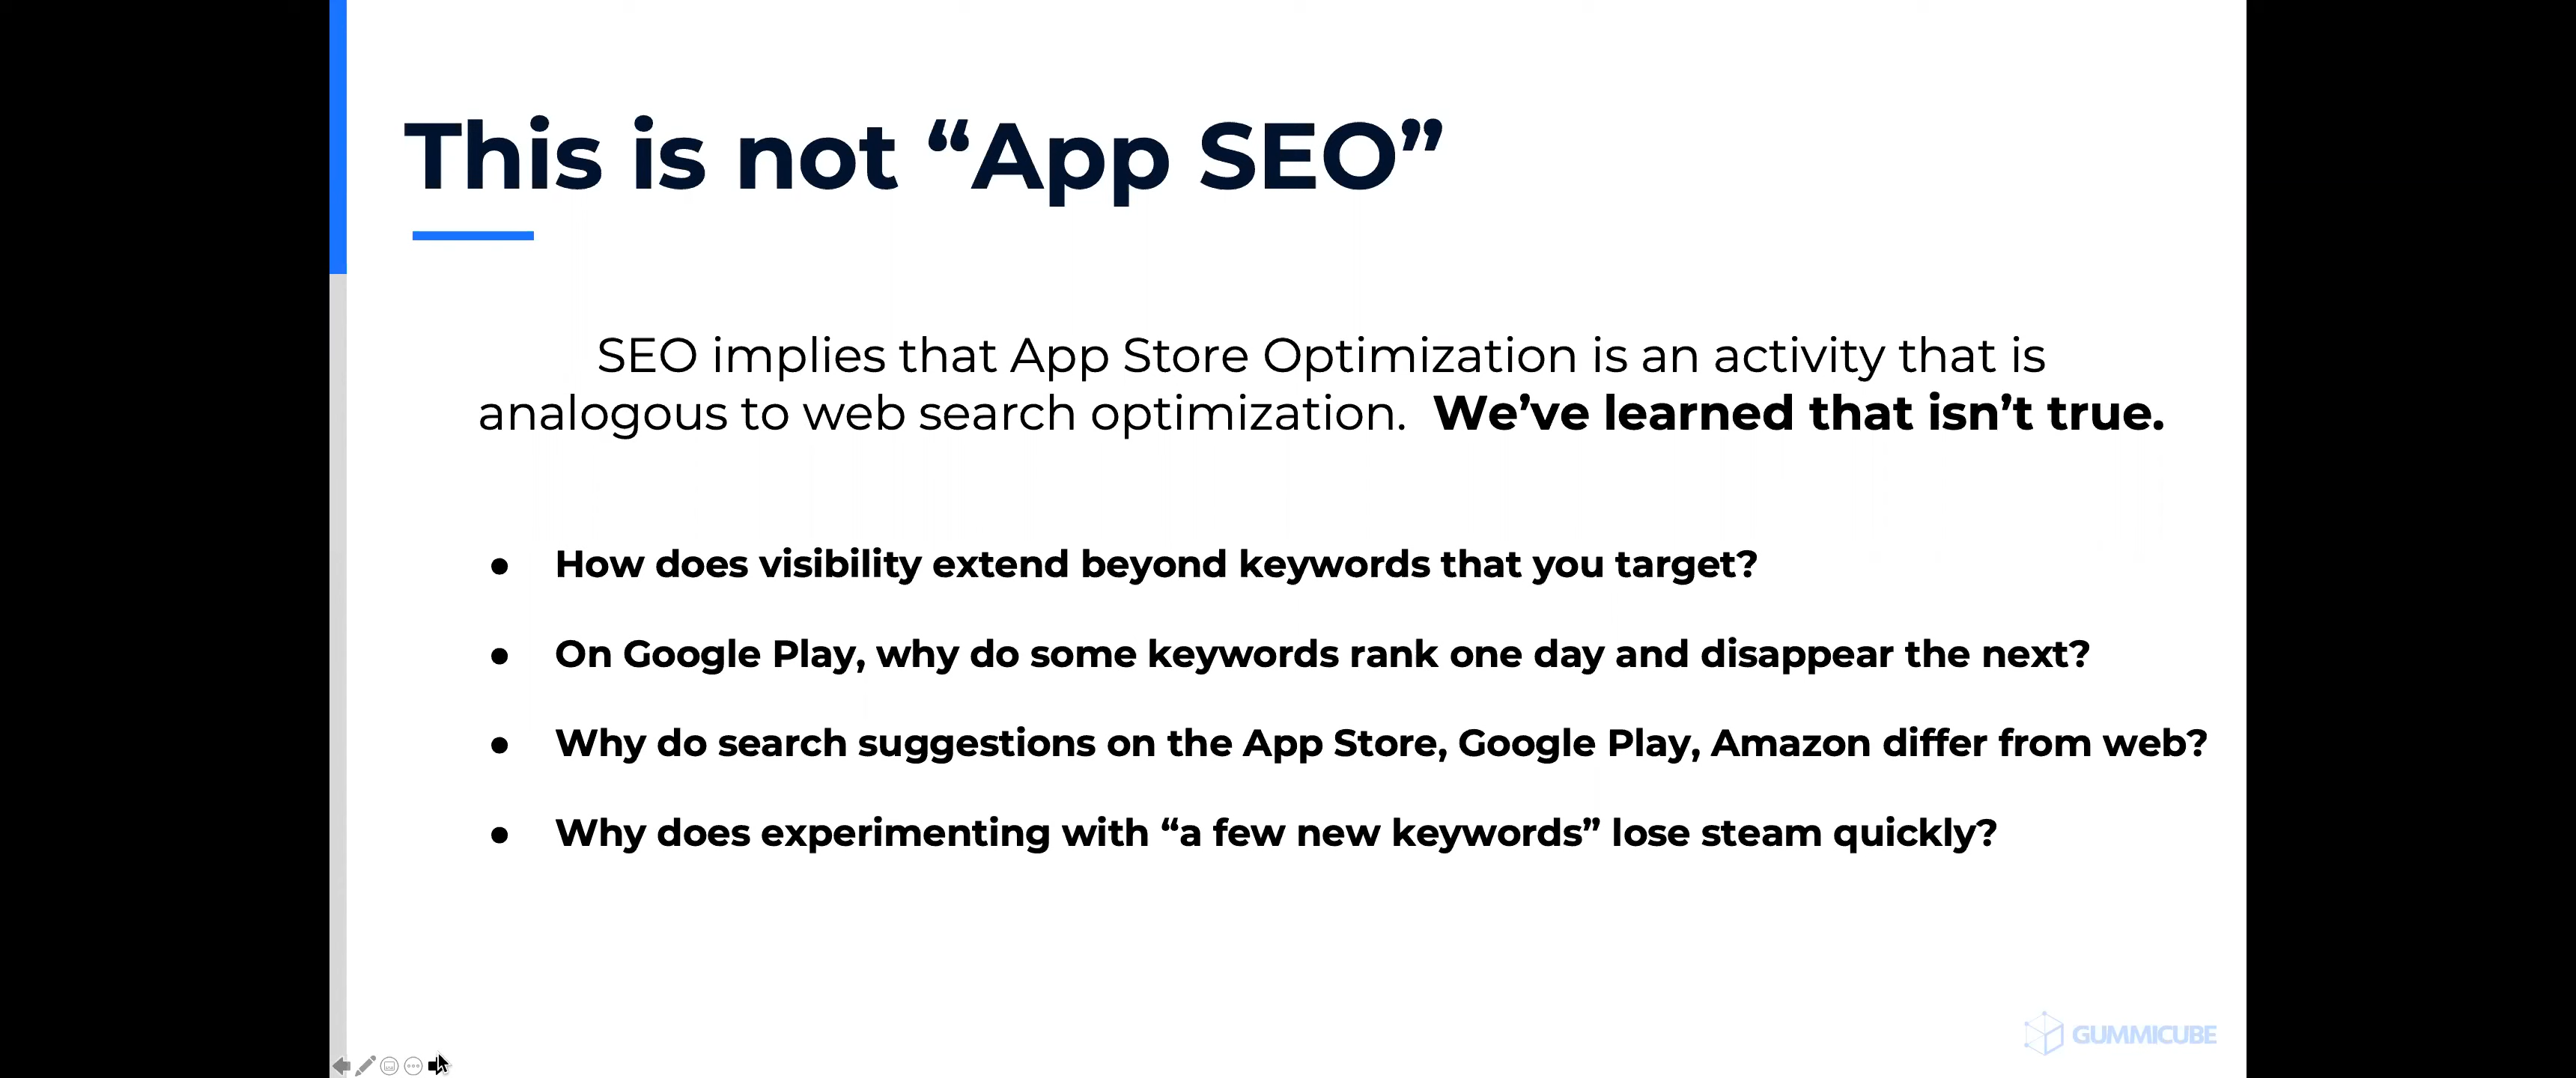 This is not “App SEO”
SEO implies that App Store Optimization is an activity that is
analogous to web search optimization.  We’ve learned that isn’t true.
● How does visibility extend beyond keywords that you target?
● On Google Play, why do some keywords rank one day and disappear the next?
● Why do search suggestions on the App Store, Google Play, Amazon differ from web?
● Why does experimenting with “a few new keywords” lose steam quickly?
GUMMICUBE